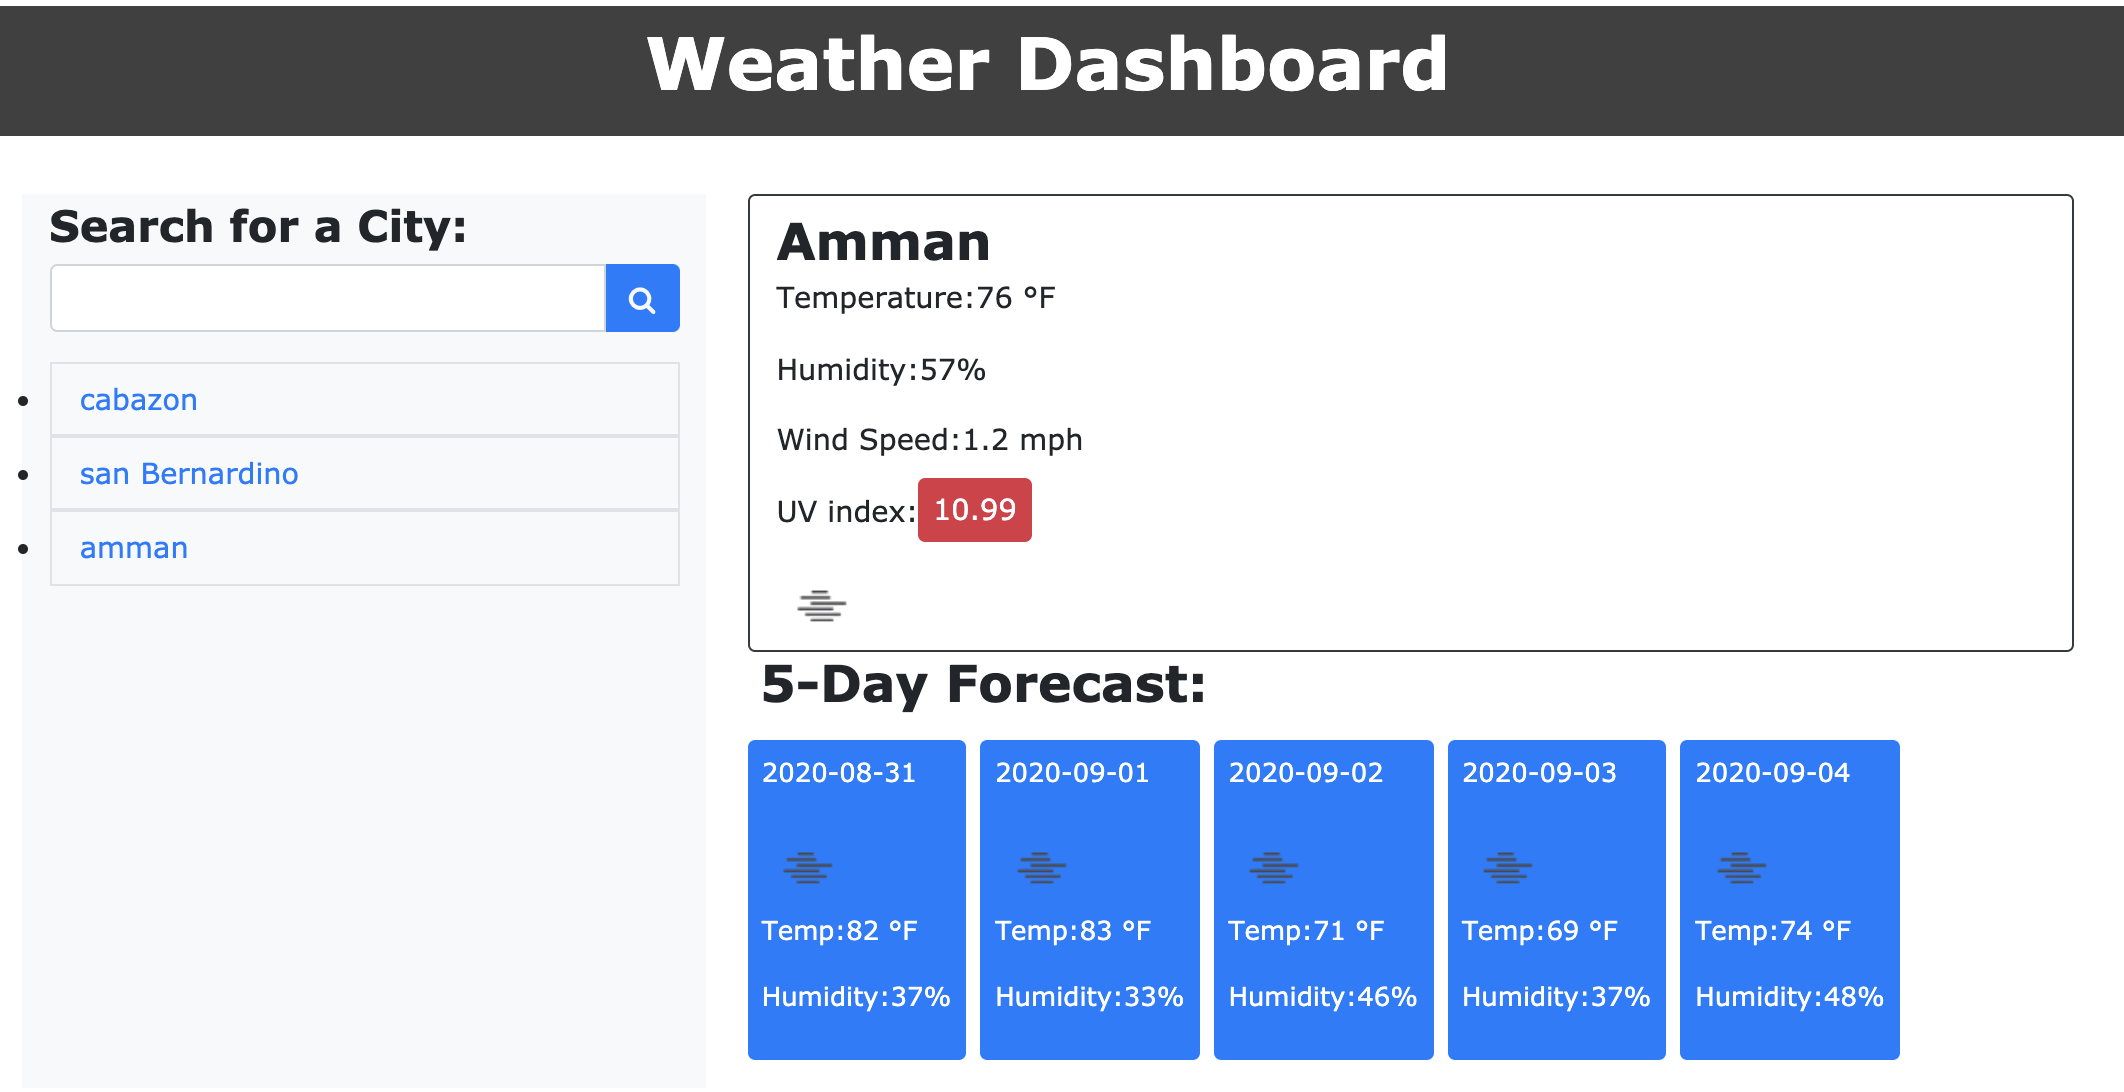 Weather Dashboard
Search for a City:
cabazon
san Bernardino
amman
Amman
Temperature:76 °F
Humidity:57%
Wind Speed:1.2 mph
UV index:10.99
5-Day Forecast:
2020-08-31
Temp:82 °F
Humidity:37%
2020-09-01
Temp:83 °F
Humidity:33%
2020-09-02
Temp:71 °F
Humidity:46%
2020-09-03
Temp:69 °F
Humidity:37%
2020-09-04
Temp:74 °F
Humidity:48%